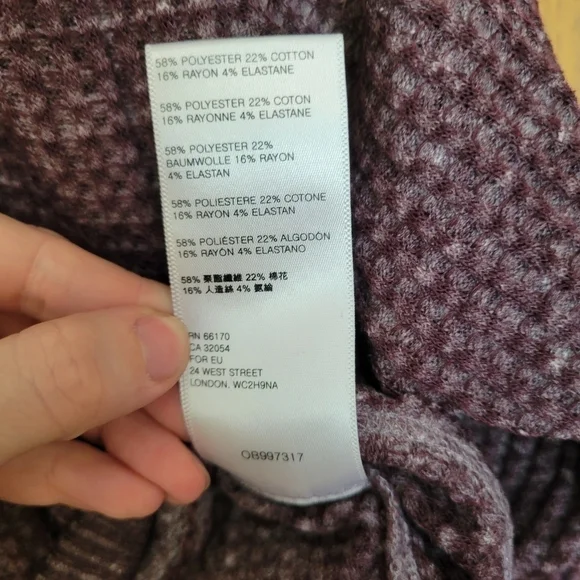 58% POLYESTER 22% COTTON
16% RAYON 4% ELASTANE
58% POLYESTER 22% COTON
16% RAYONNE 4% ELASTANE
58% POLYESTER 22%
BAUMWOLLE 16% RAYON
4% ELASTAN
58% POLIESTERE 22% COTONE
16% RAYON 4% ELASTAN
58% POLIÉSTER 22% ALGODÓN
16% RAYON 4% ELASTANO
58% 聚酯纖維 22% 棉花
16% 人造絲 4% 氨綸
RN 66170
CA 32054
FOR EU
24 WEST STREET
LONDON, WC2H9NA
OB997317